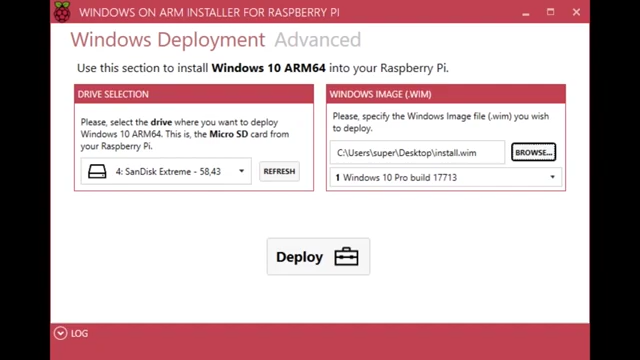 WINDOWS ON ARM INSTALLER FOR RASPBERRY PI
Windows Deployment Advanced
Use this section to install Windows 10 ARM64 into your Raspberry Pi.
DRIVE SELECTION
Please, select the drive where you want to deploy
Windows 10 ARM64. This is, the Micro SD card from
your Raspberry Pi.
4: SanDisk Extreme - 58,43
REFRESH
WINDOWS IMAGE (.WIM)
Please, specify the Windows Image file (.wim) you wish
to deploy.
C:\Users\super\Desktop\install.wim
BROWSE...
1 Windows 10 Pro build 17713
Deploy
LOG